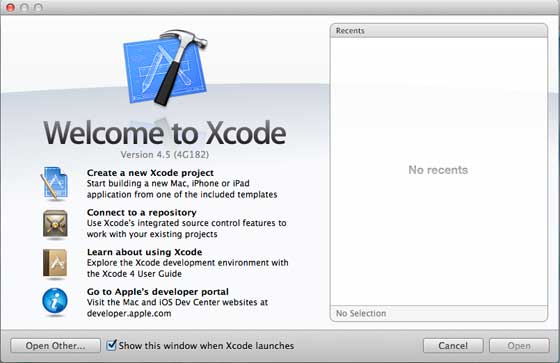 Welcome to Xcode
Version 4.5 (4G182)
Create a new Xcode project
Start building a new Mac, iPhone or iPad
application from one of the included templates
Connect to a repository
Use Xcode's integrated source control features to
work with your existing projects
Learn about using Xcode
Explore the Xcode development environment with
the Xcode 4 User Guide
Go to Apple's developer portal
Visit the Mac and iOS Dev Center websites at
developer.apple.com
Recents
No recents
No Selection
Open Other...
Show this window when Xcode launches
Cancel
Open